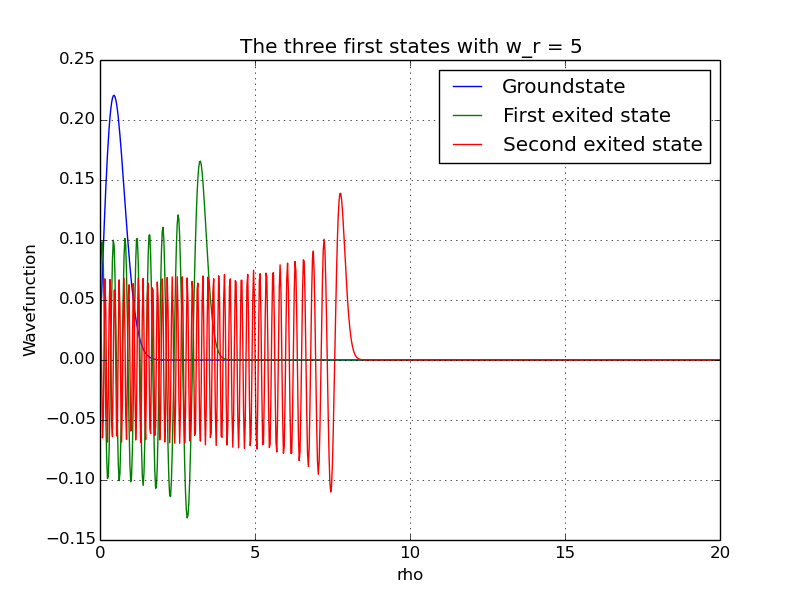 The three first states with w_r = 5
Groundstate
First exited state
Second exited state
Wavefunction
0.25
0.20
0.15
0.10
0.05
0.00
−0.05
−0.10
−0.15
0 5 10 15 20
rho